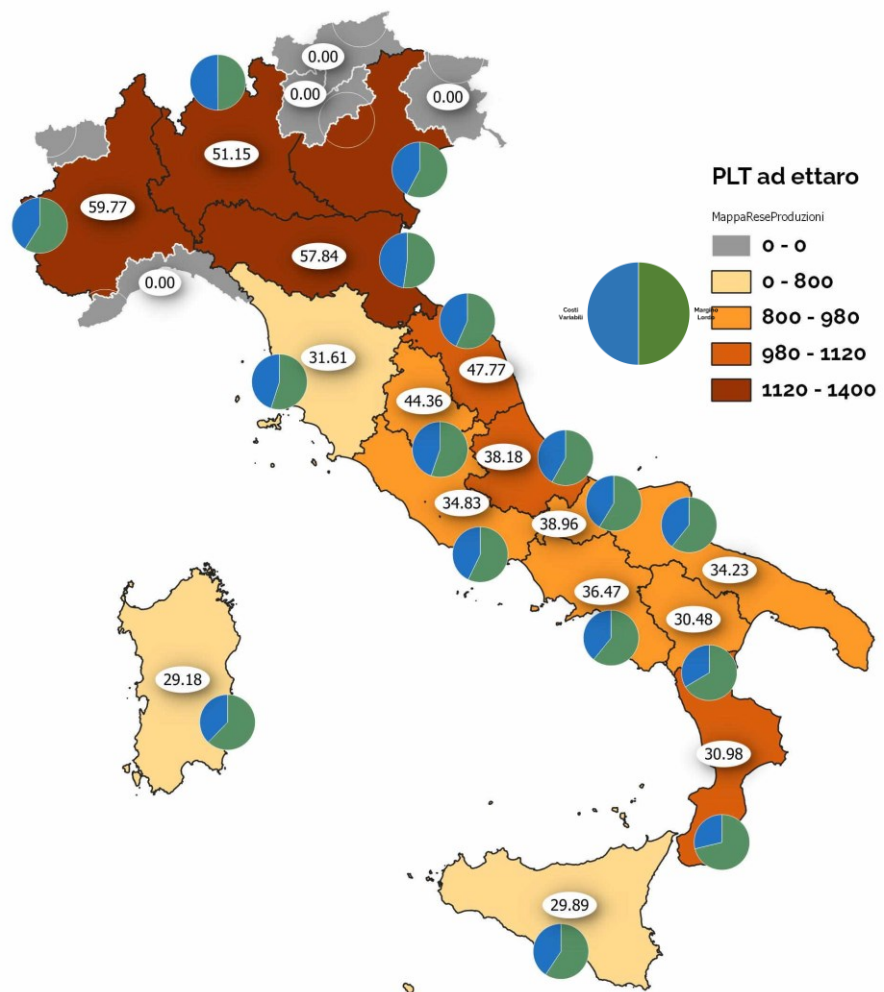 0.00
0.00
0.00
51.15
59.77
57.84
0.00
31.61
47.77
44.36
38.18
34.83
38.96
34.23
36.47
30.48
29.18
30.98
29.89
PLT ad ettaro
MappaReseProduzioni
0 - 0
0 - 800
800 - 980
980 - 1120
1120 - 1400
Costi
Variabili
Margine
Lordo